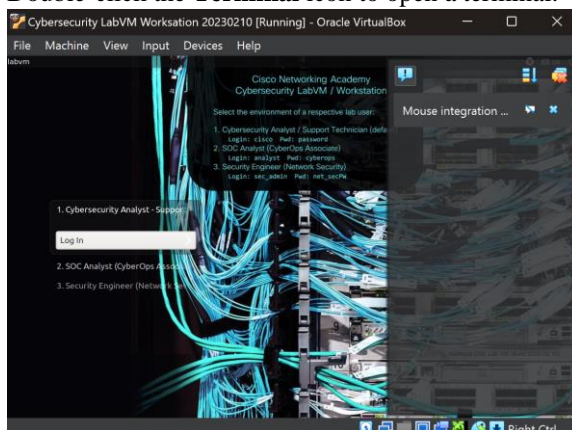 Double-click the Terminal icon to open a terminal.
Cybersecurity LabVM Worksation 20230210 [Running] - Oracle VirtualBox
File Machine View Input Devices Help
labvm
Cisco Networking Academy
Cybersecurity LabVM / Workstation
Select the environment of a respective lab user:
1. Cybersecurity Analyst / Support Technician (defa
Login: cisco Pwd: password
2. SOC Analyst (CyberOps Associate)
Login: analyst Pwd: cyberops
3. Security Engineer (Network Security)
Login: sec_admin Pwd: net_secPW
Mouse integration ...
1. Cybersecurity Analyst - Suppor
Log In
2. SOC Analyst (CyberOps Assoc
3. Security Engineer (Network Se
Right Ctrl